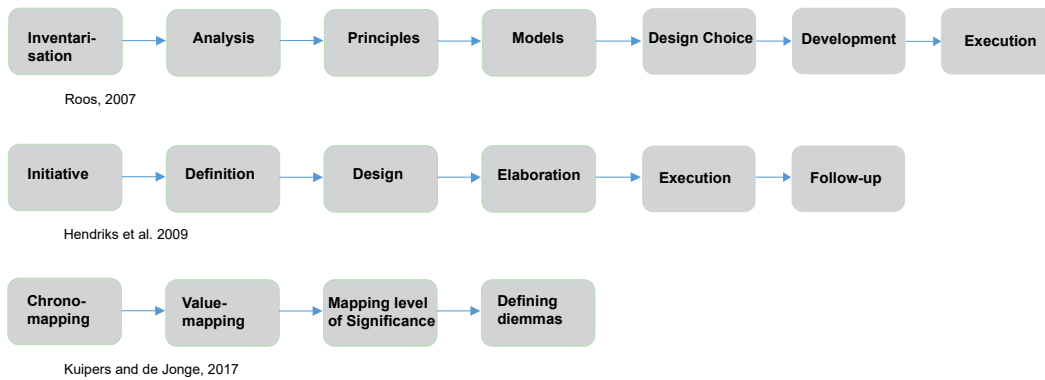 Inventari-
sation
Analysis
Principles
Models
Design Choice
Development
Execution
Roos, 2007
Initiative
Definition
Design
Elaboration
Execution
Follow-up
Hendriks et al. 2009
Chrono-
mapping
Value-
mapping
Mapping level
of Significance
Defining
diemmas
Kuipers and de Jonge, 2017